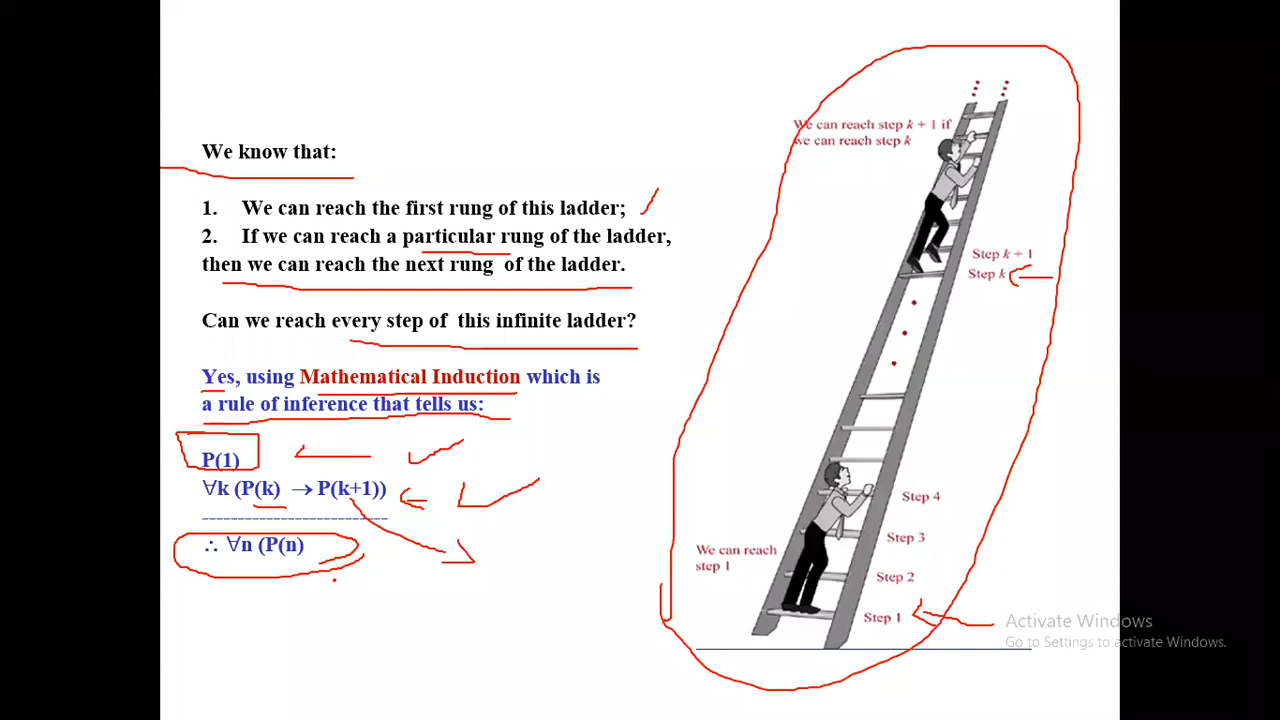 We know that:
1. We can reach the first rung of this ladder;
2. If we can reach a particular rung of the ladder,
then we can reach the next rung of the ladder.
Can we reach every step of this infinite ladder?
Yes, using Mathematical Induction which is
a rule of inference that tells us:
P(1)
∀k (P(k) → P(k+1))
---------------------------
∴ ∀n (P(n)
We can reach step k + 1 if
we can reach step k
Step k + 1
Step k
Step 4
Step 3
We can reach
step 1
Step 2
Step 1
Activate Windows
Go to Settings to activate Windows.